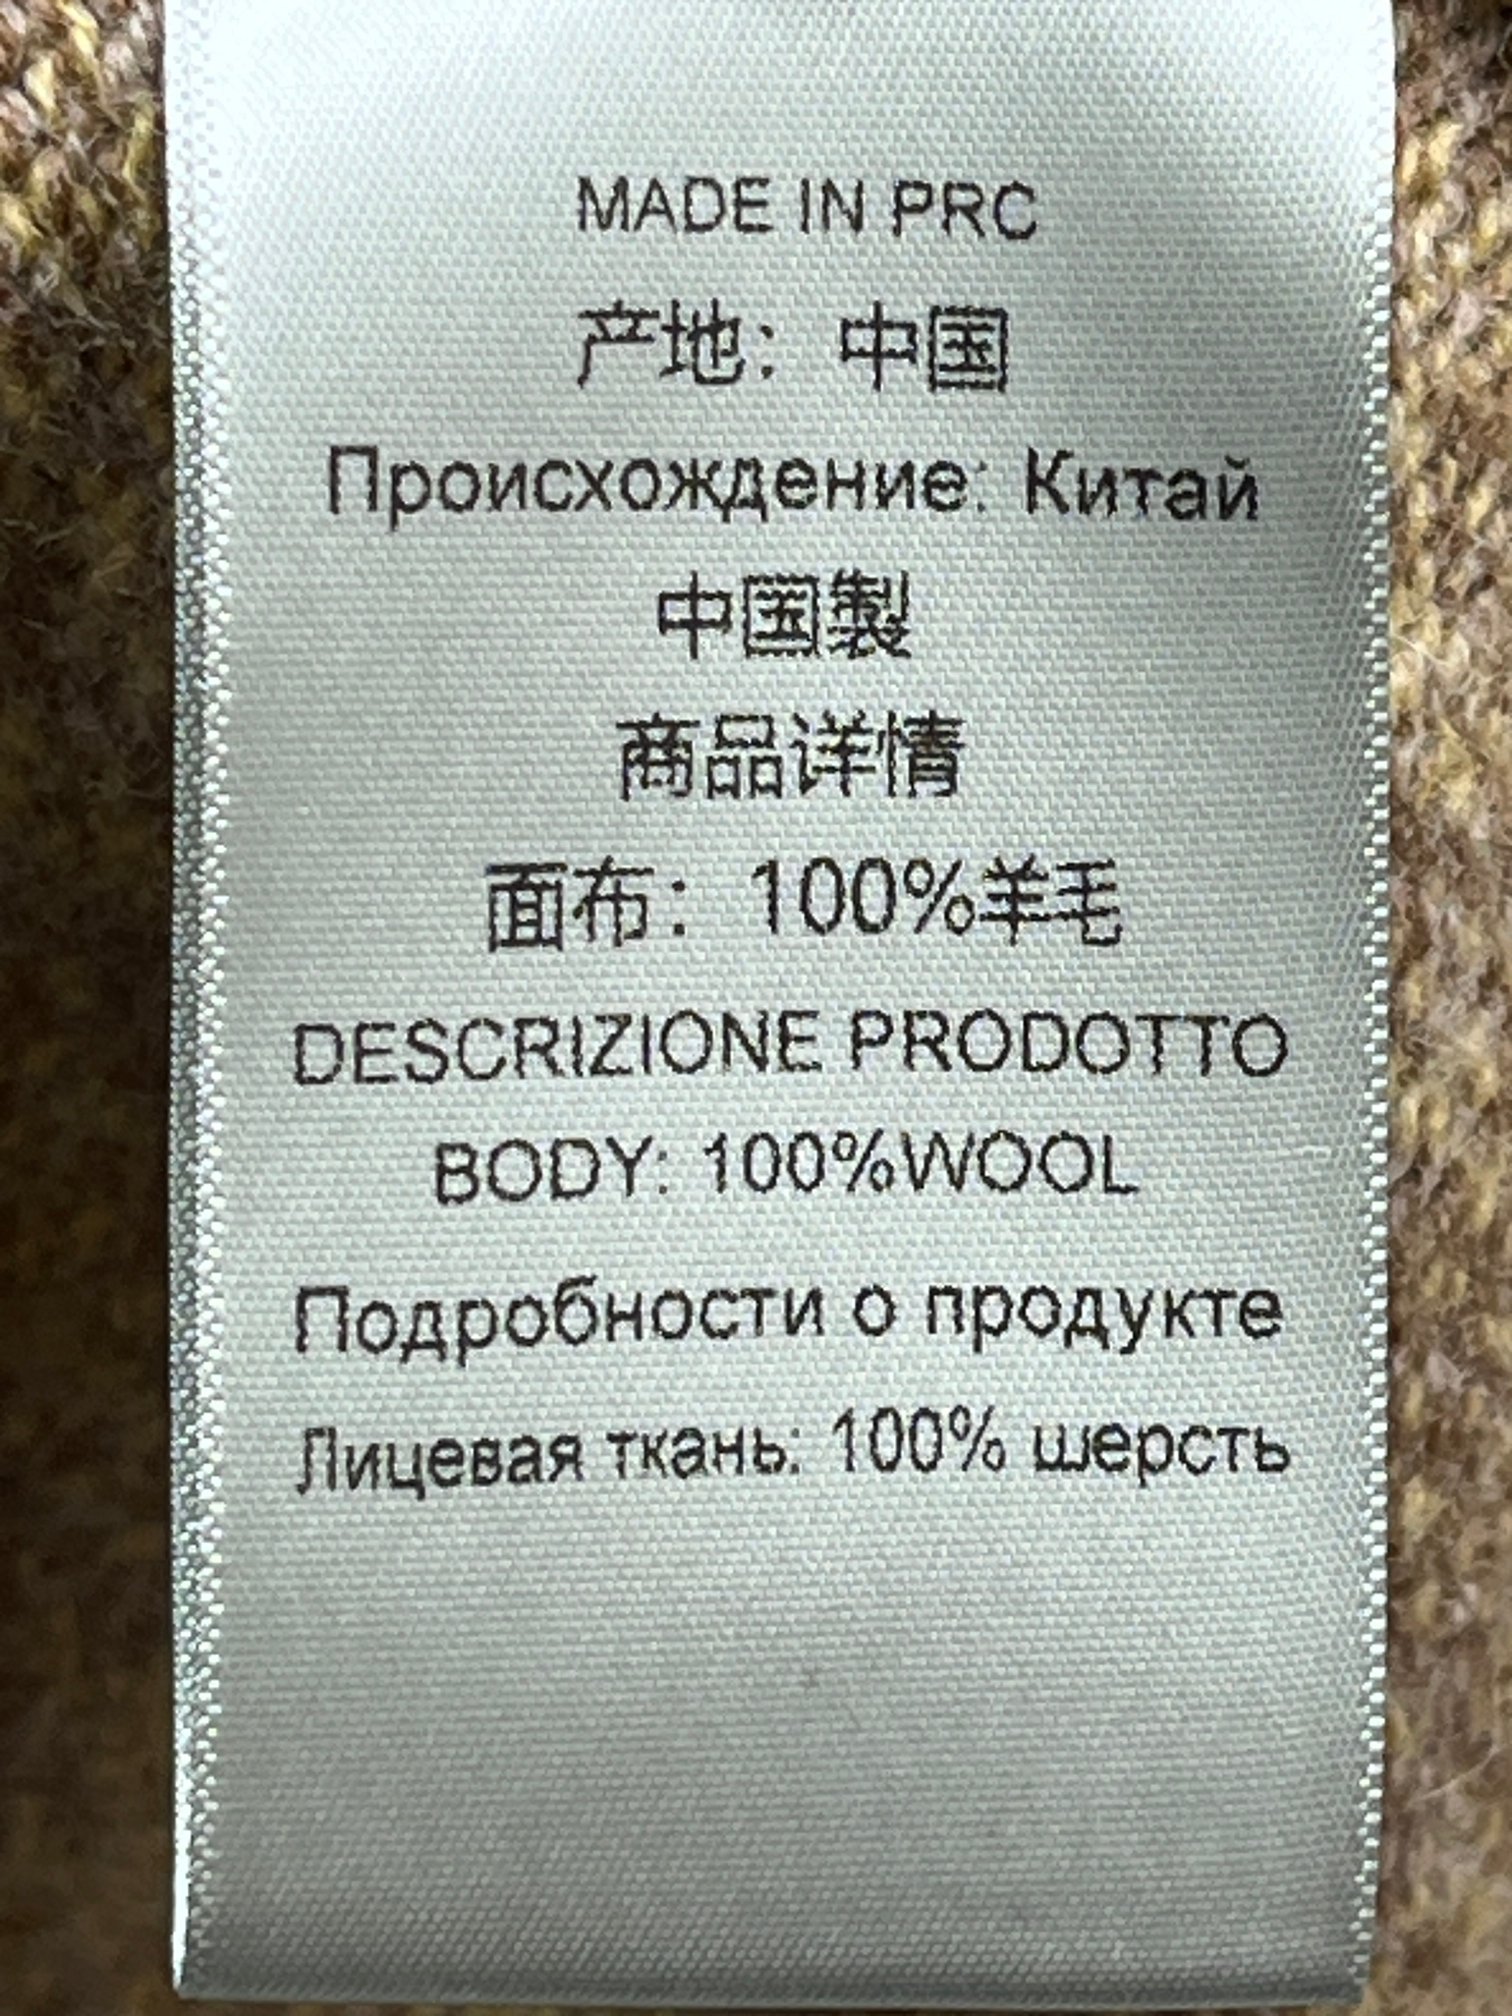 MADE IN PRC
产地：中国
Происхождение: Китай
中国製
商品详情
面布：100%羊毛
DESCRIZIONE PRODOTTO
BODY: 100%WOOL
Подробности о продукте
Лицевая ткань: 100% шерсть